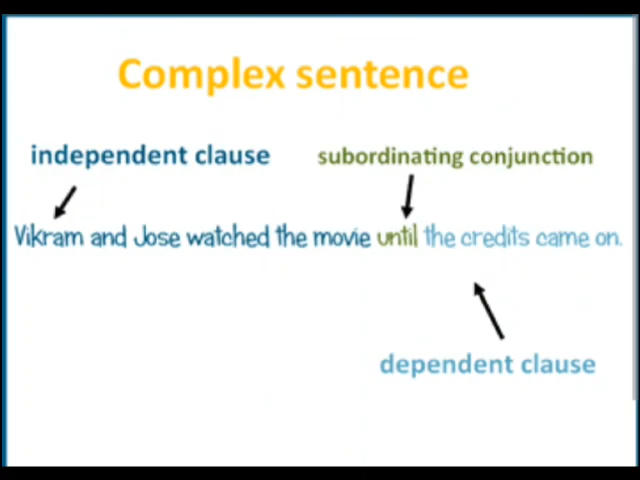 Complex sentence
independent clause subordinating conjunction
Vikram and Jose watched the movie until the credits came on.
dependent clause